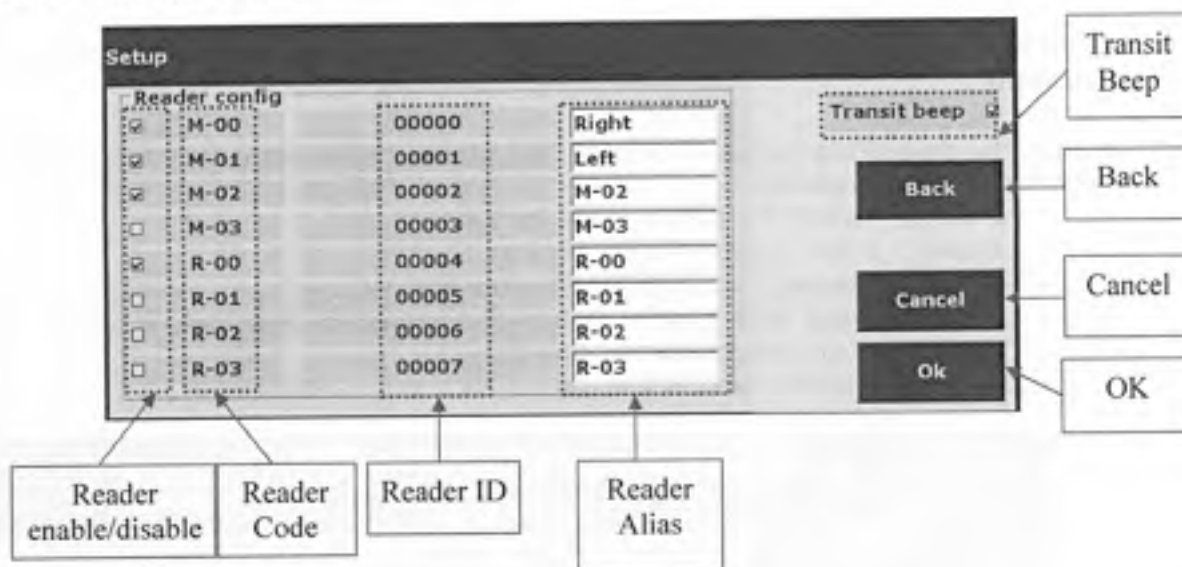 Setup
Reader config
M-00 00000 Right
M-01 00001 Left
M-02 00002 M-02
M-03 00003 M-03
R-00 00004 R-00
R-01 00005 R-01
R-02 00006 R-02
R-03 00007 R-03
Transit beep
Back
Cancel
Ok
Transit
Beep
Back
Cancel
OK
Reader
enable/disable
Reader
Code
Reader ID
Reader
Alias